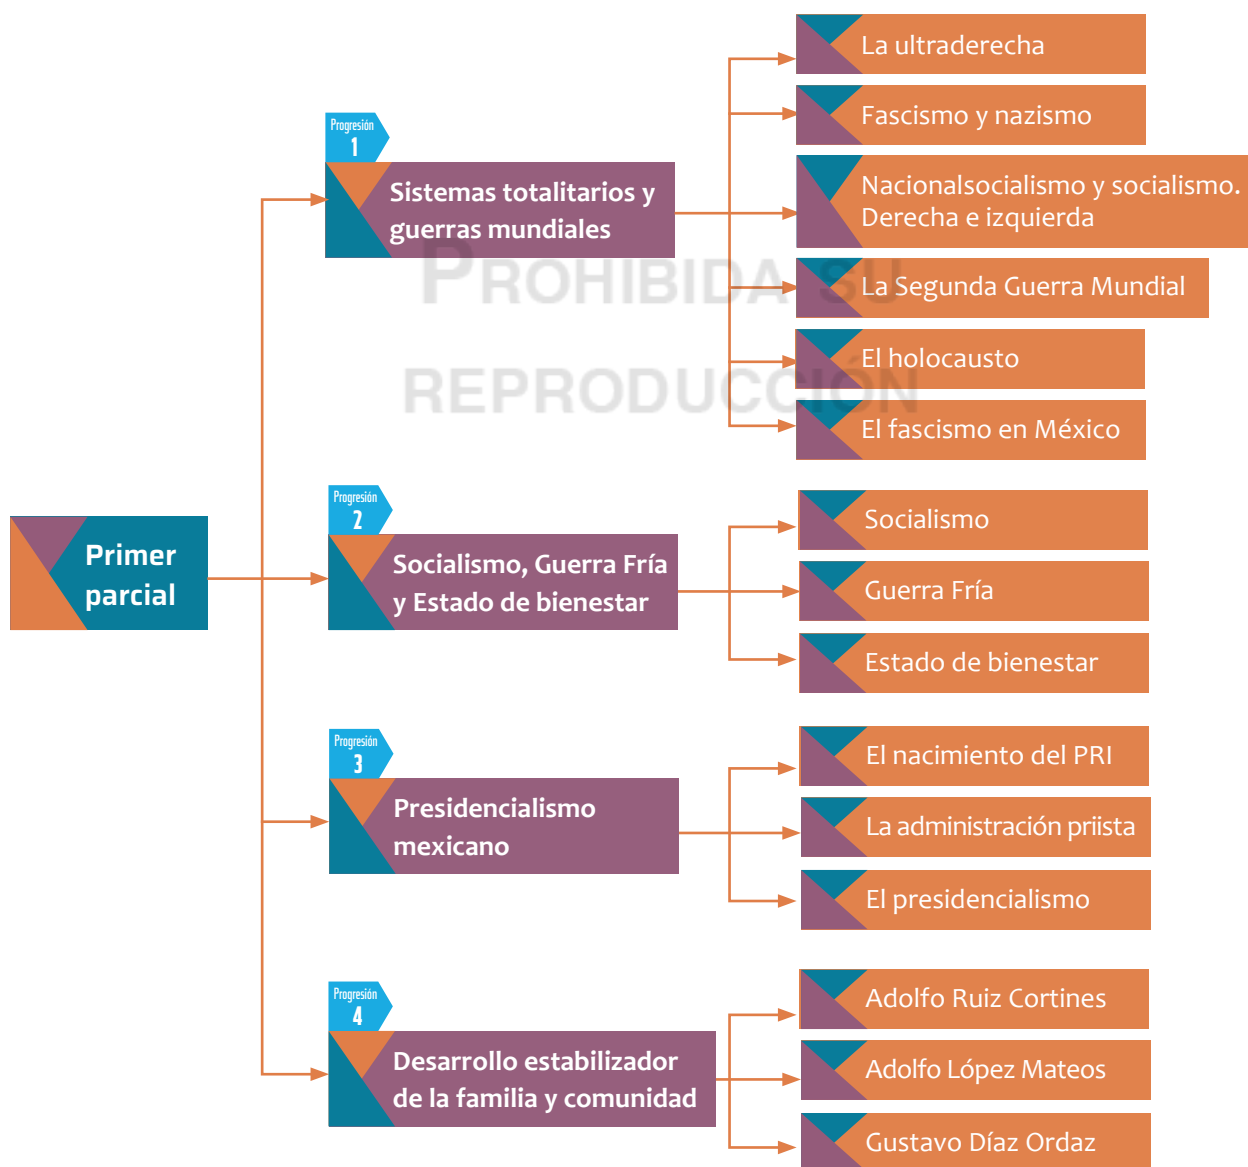 Primer
parcial
Progresión
1
Sistemas totalitarios y
guerras mundiales
La ultraderecha
Fascismo y nazismo
Nacionalsocialismo y socialismo.
Derecha e izquierda
La Segunda Guerra Mundial
El holocausto
El fascismo en México
PROHIBIDA SU
REPRODUCCIÓN
Progresión
2
Socialismo, Guerra Fría
y Estado de bienestar
Socialismo
Guerra Fría
Estado de bienestar
Progresión
3
Presidencialismo
mexicano
El nacimiento del PRI
La administración priista
El presidencialismo
Progresión
4
Desarrollo estabilizador
de la familia y comunidad
Adolfo Ruiz Cortines
Adolfo López Mateos
Gustavo Díaz Ordaz